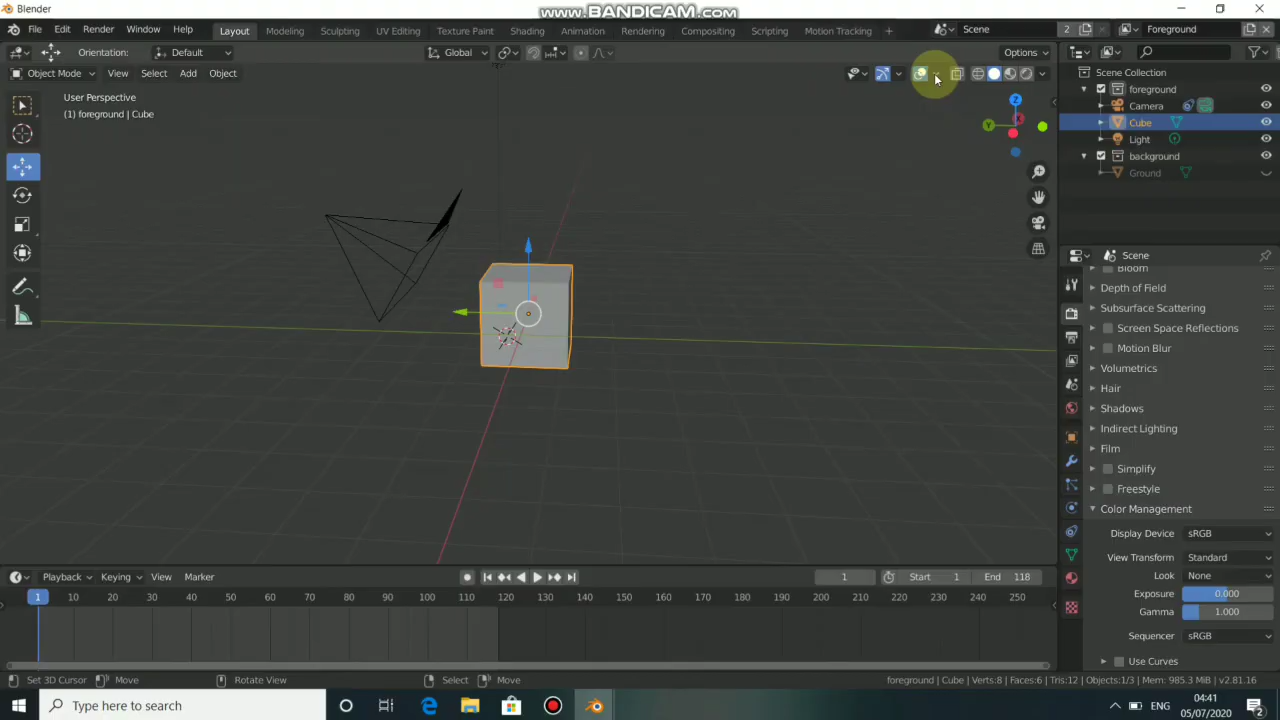 Blender
www.BANDICAM.com
File Edit Render Window Help
Layout Modeling Sculpting UV Editing Texture Paint Shading Animation Rendering Compositing Scripting Motion Tracking +
Scene 2
Foreground
Orientation: Default
Global
Options
Object Mode View Select Add Object
User Perspective
(1) foreground | Cube
Z
Scene Collection
foreground
Camera
Cube
Light
background
Ground
Scene
Bloom
Depth of Field
Subsurface Scattering
Screen Space Reflections
Motion Blur
Volumetrics
Hair
Shadows
Indirect Lighting
Film
Simplify
Freestyle
Color Management
Display Device sRGB
View Transform Standard
Look None
Exposure 0.000
Gamma 1.000
Sequencer sRGB
Use Curves
Playback Keying View Marker
1 Start 1 End 118
1 10 20 30 40 50 60 70 80 90 100 110 120 130 140 150 160 170 180 190 200 210 220 230 240 250
Set 3D Cursor Move Rotate View Select Move
foreground | Cube | Verts:8 | Faces:6 | Tris:12 | Objects:1/3 | Mem: 985.3 MiB | v2.81.16
Type here to search
ENG
04:41
05/07/2020
2